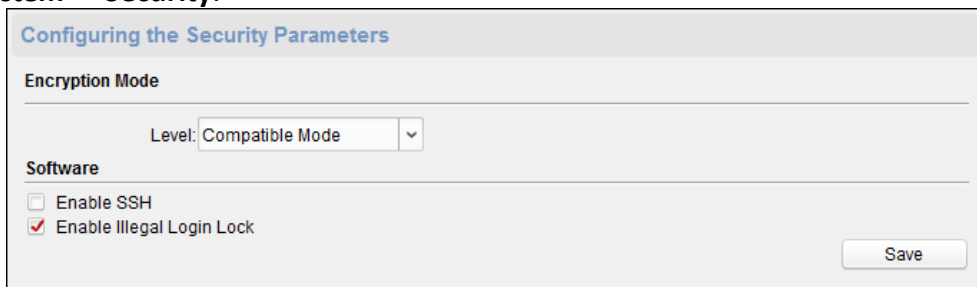 Configuring the Security Parameters
Encryption Mode
Level: Compatible Mode
Software
Enable SSH
Enable Illegal Login Lock
Save